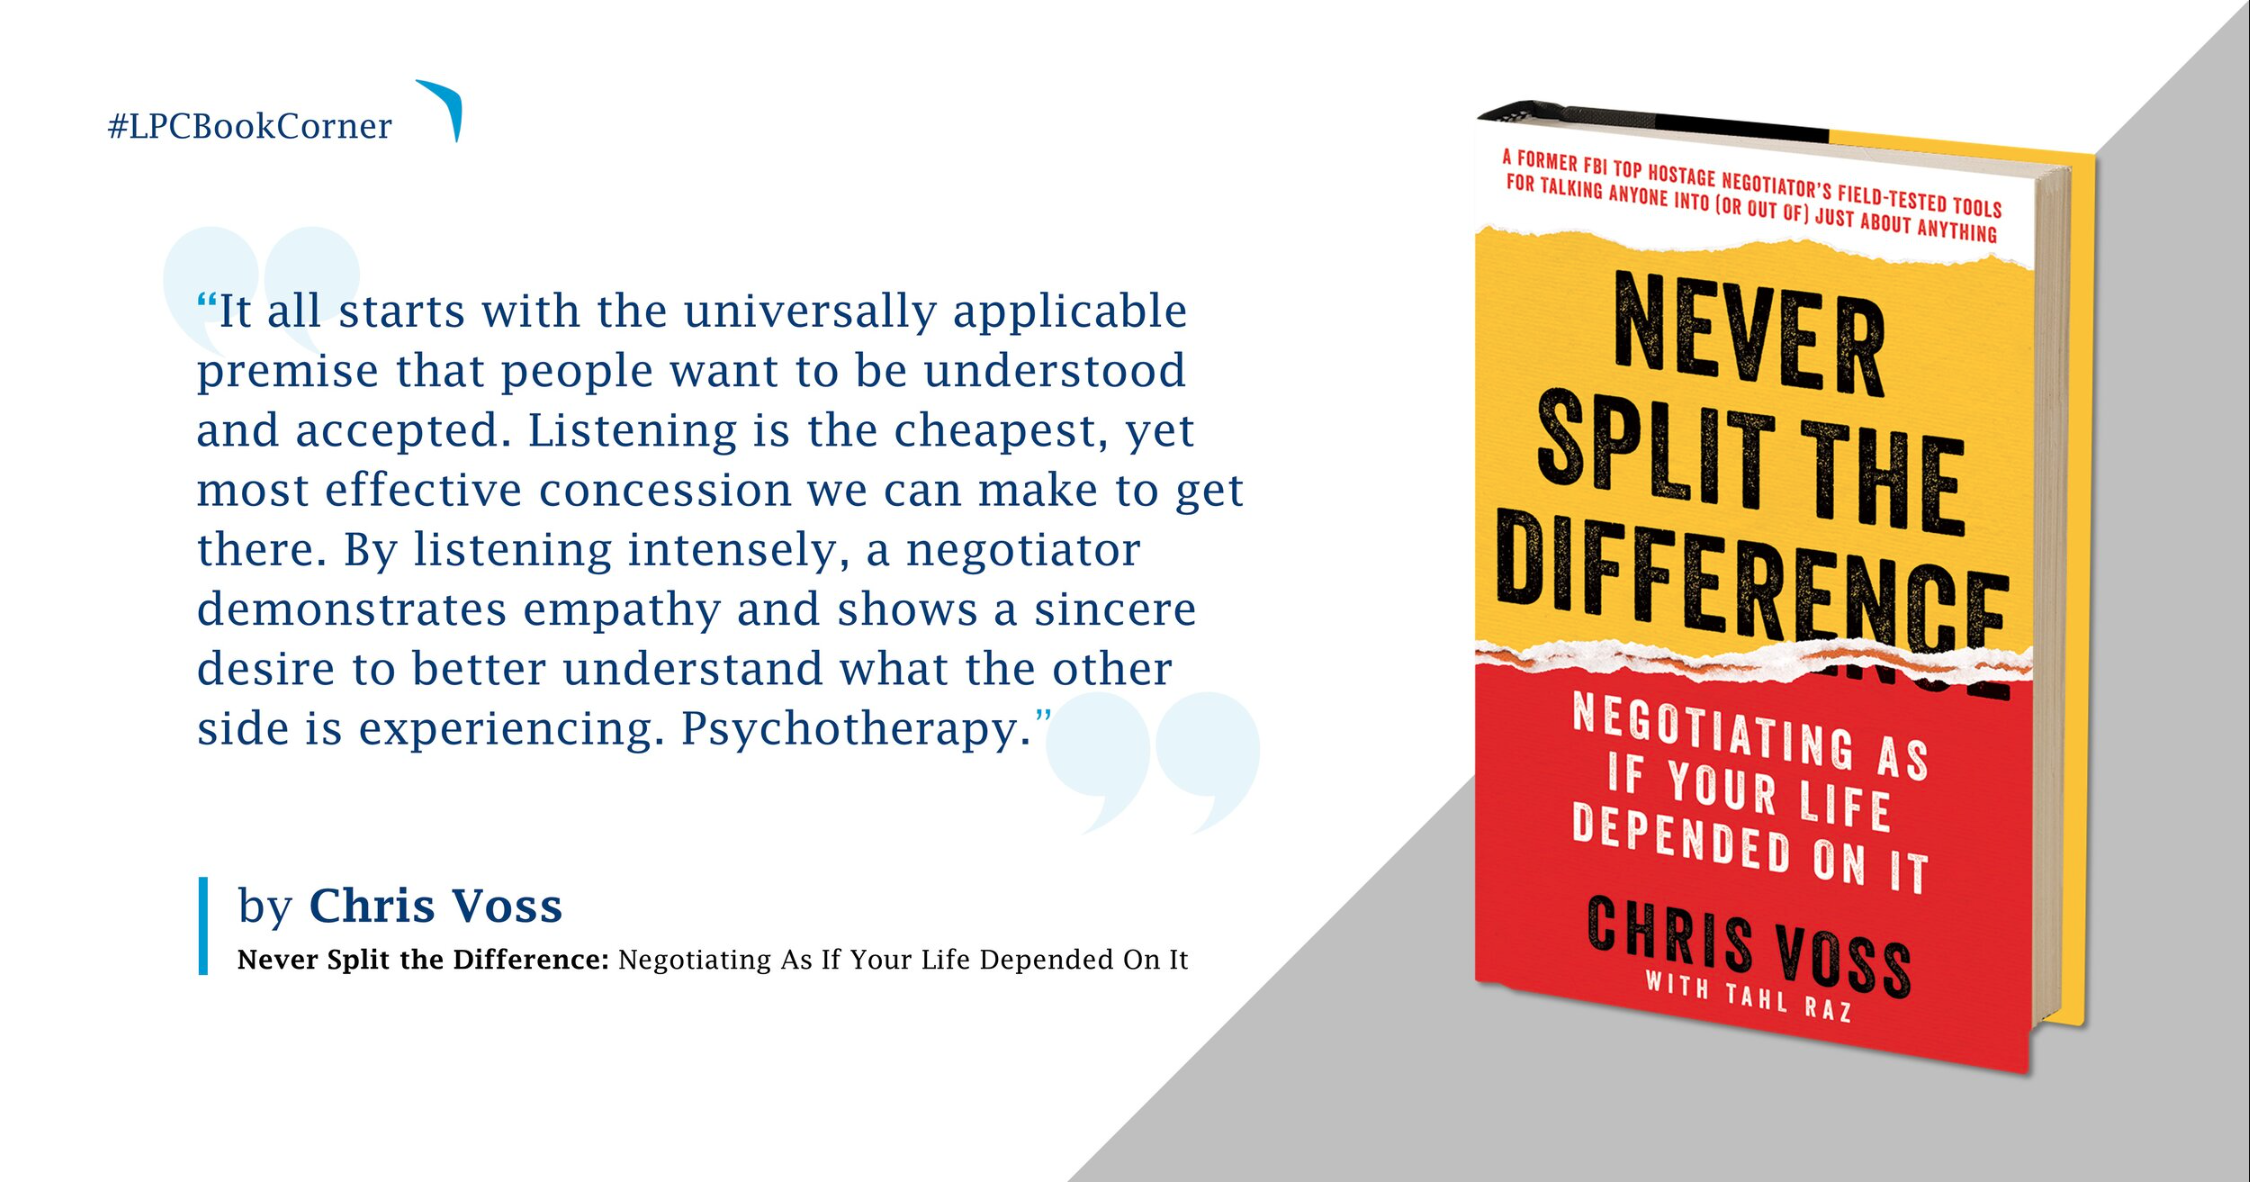 #LPCBookCorner
“It all starts with the universally applicable
premise that people want to be understood
and accepted. Listening is the cheapest, yet
most effective concession we can make to get
there. By listening intensely, a negotiator
demonstrates empathy and shows a sincere
desire to better understand what the other
side is experiencing. Psychotherapy.”
by Chris Voss
Never Split the Difference: Negotiating As If Your Life Depended On It
A FORMER FBI TOP HOSTAGE NEGOTIATOR'S FIELD-TESTED TOOLS
FOR TALKING ANYONE INTO (OR OUT OF) JUST ABOUT ANYTHING
NEVER
SPLIT THE
DIFFERENCE
NEGOTIATING AS
IF YOUR LIFE
DEPENDED ON IT
CHRIS VOSS
WITH TAHL RAZ